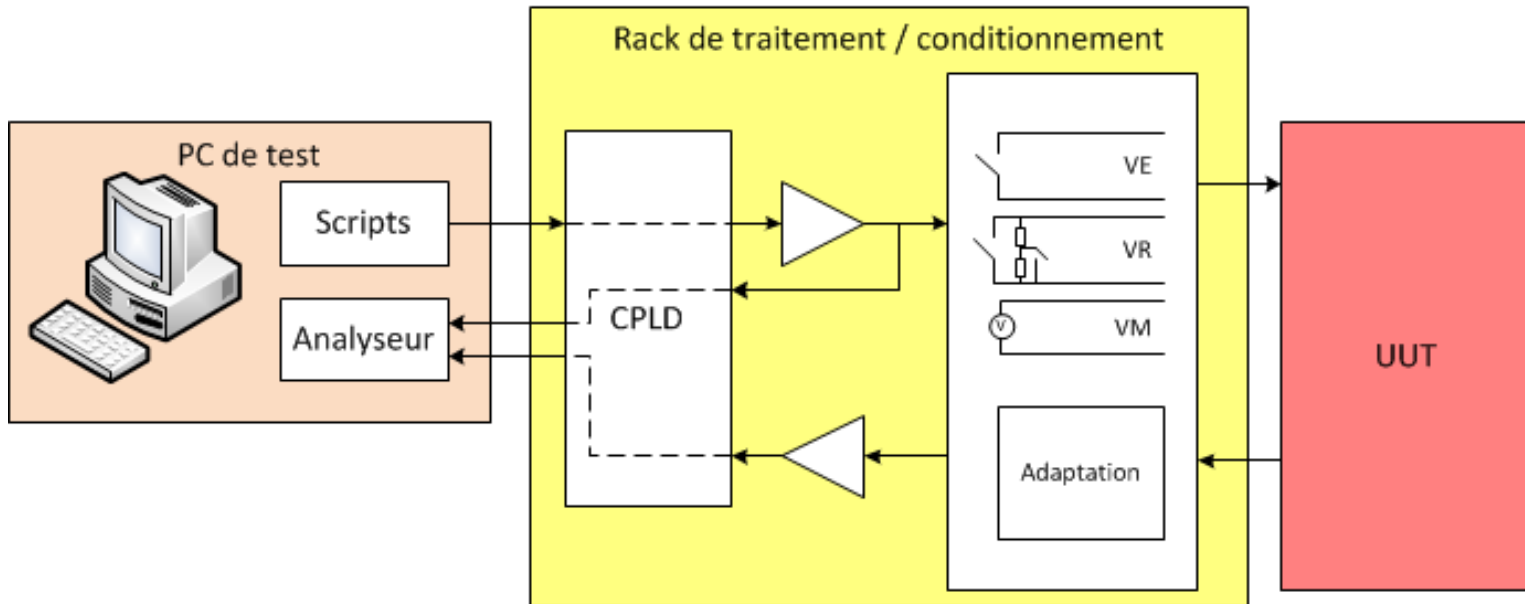 Rack de traitement / conditionnement
PC de test
Scripts
Analyseur
CPLD
VE
VR
V
VM
Adaptation
UUT